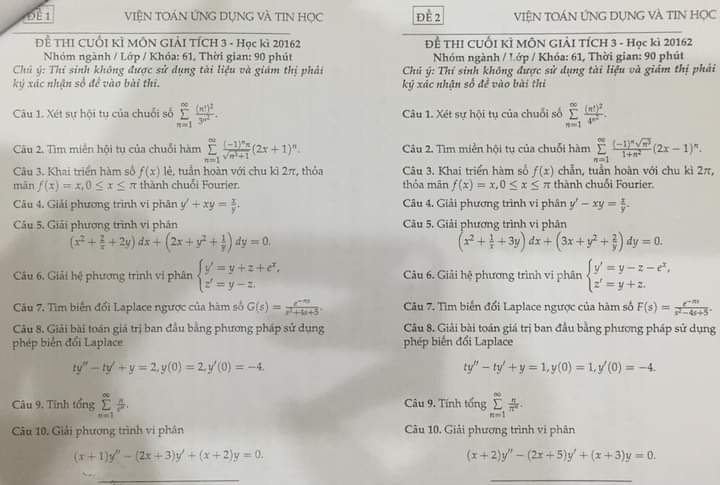 ĐỀ 1
VIỆN TOÁN ỨNG DỤNG VÀ TIN HỌC
ĐỀ THI CUỐI KÌ MÔN GIẢI TÍCH 3 - Học kì 20162
Nhóm ngành / Lớp / Khóa: 61, Thời gian: 90 phút
Chú ý: Thí sinh không được sử dụng tài liệu và giám thị phải
ký xác nhận số đề vào bài thi.
Câu 1. Xét sự hội tụ của chuỗi số $\sum_{n=1}^{\infty} \frac{(n!)^2}{3^{n^2}}$.
Câu 2. Tìm miền hội tụ của chuỗi hàm $\sum_{n=1}^{\infty} \frac{(-1)^n n}{\sqrt{n^3+1}}(2x+1)^n$.
Câu 3. Khai triển hàm số $f(x)$ lẻ, tuần hoàn với chu kì $2\pi$, thỏa
mãn $f(x) = x, 0 \le x \le \pi$ thành chuỗi Fourier.
Câu 4. Giải phương trình vi phân $y' + xy = \frac{x}{y}$.
Câu 5. Giải phương trình vi phân
$(x^2 + \frac{2}{x} + 2y) dx + (2x + y^2 + \frac{1}{y}) dy = 0$.
Câu 6. Giải hệ phương trình vi phân $\begin{cases} y' = y + z + e^x, \\ z' = y - z. \end{cases}$
Câu 7. Tìm biến đổi Laplace ngược của hàm số $G(s) = \frac{e^{-\pi s}}{s^2+4s+5}$.
Câu 8. Giải bài toán giá trị ban đầu bằng phương pháp sử dụng
phép biến đổi Laplace
$ty'' - ty' + y = 2, y(0) = 2, y'(0) = -4$.
Câu 9. Tính tổng $\sum_{n=1}^{\infty} \frac{n}{e^n}$.
Câu 10. Giải phương trình vi phân
$(x+1)y'' - (2x+3)y' + (x+2)y = 0$.
ĐỀ 2
VIỆN TOÁN ỨNG DỤNG VÀ TIN HỌC
ĐỀ THI CUỐI KÌ MÔN GIẢI TÍCH 3 - Học kì 20162
Nhóm ngành / Lớp / Khóa: 61, Thời gian: 90 phút
Chú ý: Thí sinh không được sử dụng tài liệu và giám thị phải
ký xác nhận số đề vào bài thi
Câu 1. Xét sự hội tụ của chuỗi số $\sum_{n=1}^{\infty} \frac{(n!)^2}{4^{n^2}}$.
Câu 2. Tìm miền hội tụ của chuỗi hàm $\sum_{n=1}^{\infty} \frac{(-1)^n\sqrt{n^3}}{1+n^2}(2x-1)^n$.
Câu 3. Khai triển hàm số $f(x)$ chẵn, tuần hoàn với chu kì $2\pi$,
thỏa mãn $f(x) = x, 0 \le x \le \pi$ thành chuỗi Fourier.
Câu 4. Giải phương trình vi phân $y' - xy = \frac{x}{y}$.
Câu 5. Giải phương trình vi phân
$(x^2 + \frac{1}{x} + 3y) dx + (3x + y^2 + \frac{2}{y}) dy = 0$.
Câu 6. Giải hệ phương trình vi phân $\begin{cases} y' = y - z - e^x, \\ z' = y + z. \end{cases}$
Câu 7. Tìm biến đổi Laplace ngược của hàm số $F(s) = \frac{e^{-\pi s}}{s^2-4s+5}$.
Câu 8. Giải bài toán giá trị ban đầu bằng phương pháp sử dụng
phép biến đổi Laplace
$ty'' - ty' + y = 1, y(0) = 1, y'(0) = -4$.
Câu 9. Tính tổng $\sum_{n=1}^{\infty} \frac{n}{\pi^n}$.
Câu 10. Giải phương trình vi phân
$(x+2)y'' - (2x+5)y' + (x+3)y = 0$.